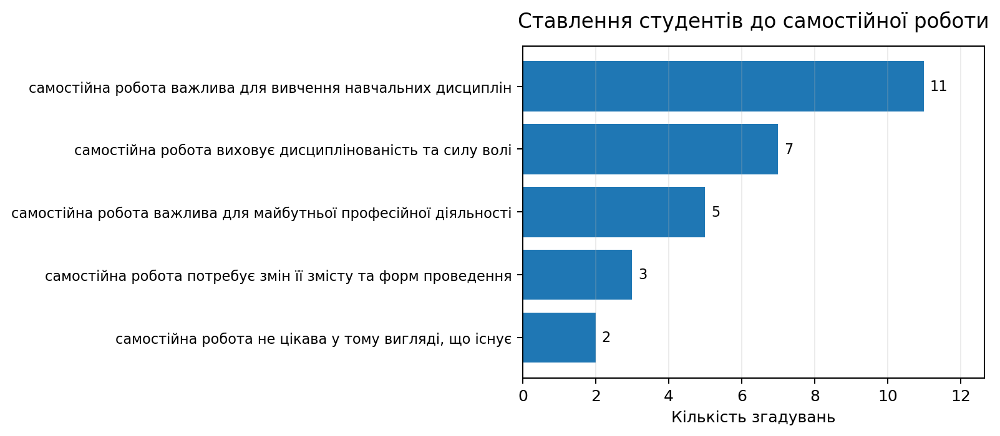 Ставлення студентів до самостійної роботи
самостійна робота важлива для вивчення навчальних дисциплін
11
самостійна робота виховує дисциплінованість та силу волі
7
самостійна робота важлива для майбутньої професійної діяльності
5
самостійна робота потребує змін її змісту та форм проведення
3
самостійна робота не цікава у тому вигляді, що існує
2
0 2 4 6 8 10 12
Кількість згадувань